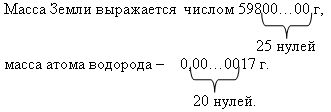 Масса Земли выражается числом 59800…00 г,
25 нулей
масса атома водорода – 0,00…0017 г.
20 нулей.